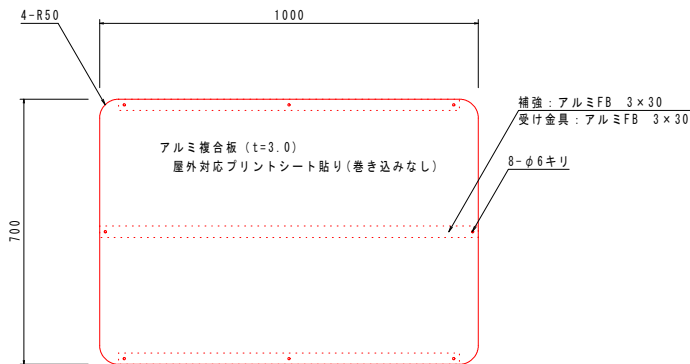 4-R50
1000
補強：アルミFB 3×30
受け金具：アルミFB 3×30
アルミ複合板（t=3.0）
屋外対応プリントシート貼り(巻き込みなし)
8-φ6キリ
700